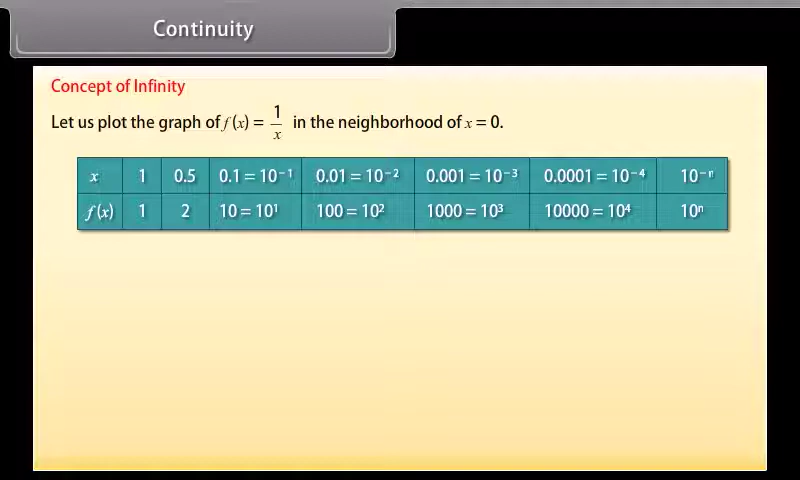 Continuity
Concept of Infinity
Let us plot the graph of f (x) = 1/x in the neighborhood of x = 0.
x 1 0.5 0.1 = 10⁻¹ 0.01 = 10⁻² 0.001 = 10⁻³ 0.0001 = 10⁻⁴ 10⁻ⁿ
f (x) 1 2 10 = 10¹ 100 = 10² 1000 = 10³ 10000 = 10⁴ 10ⁿ